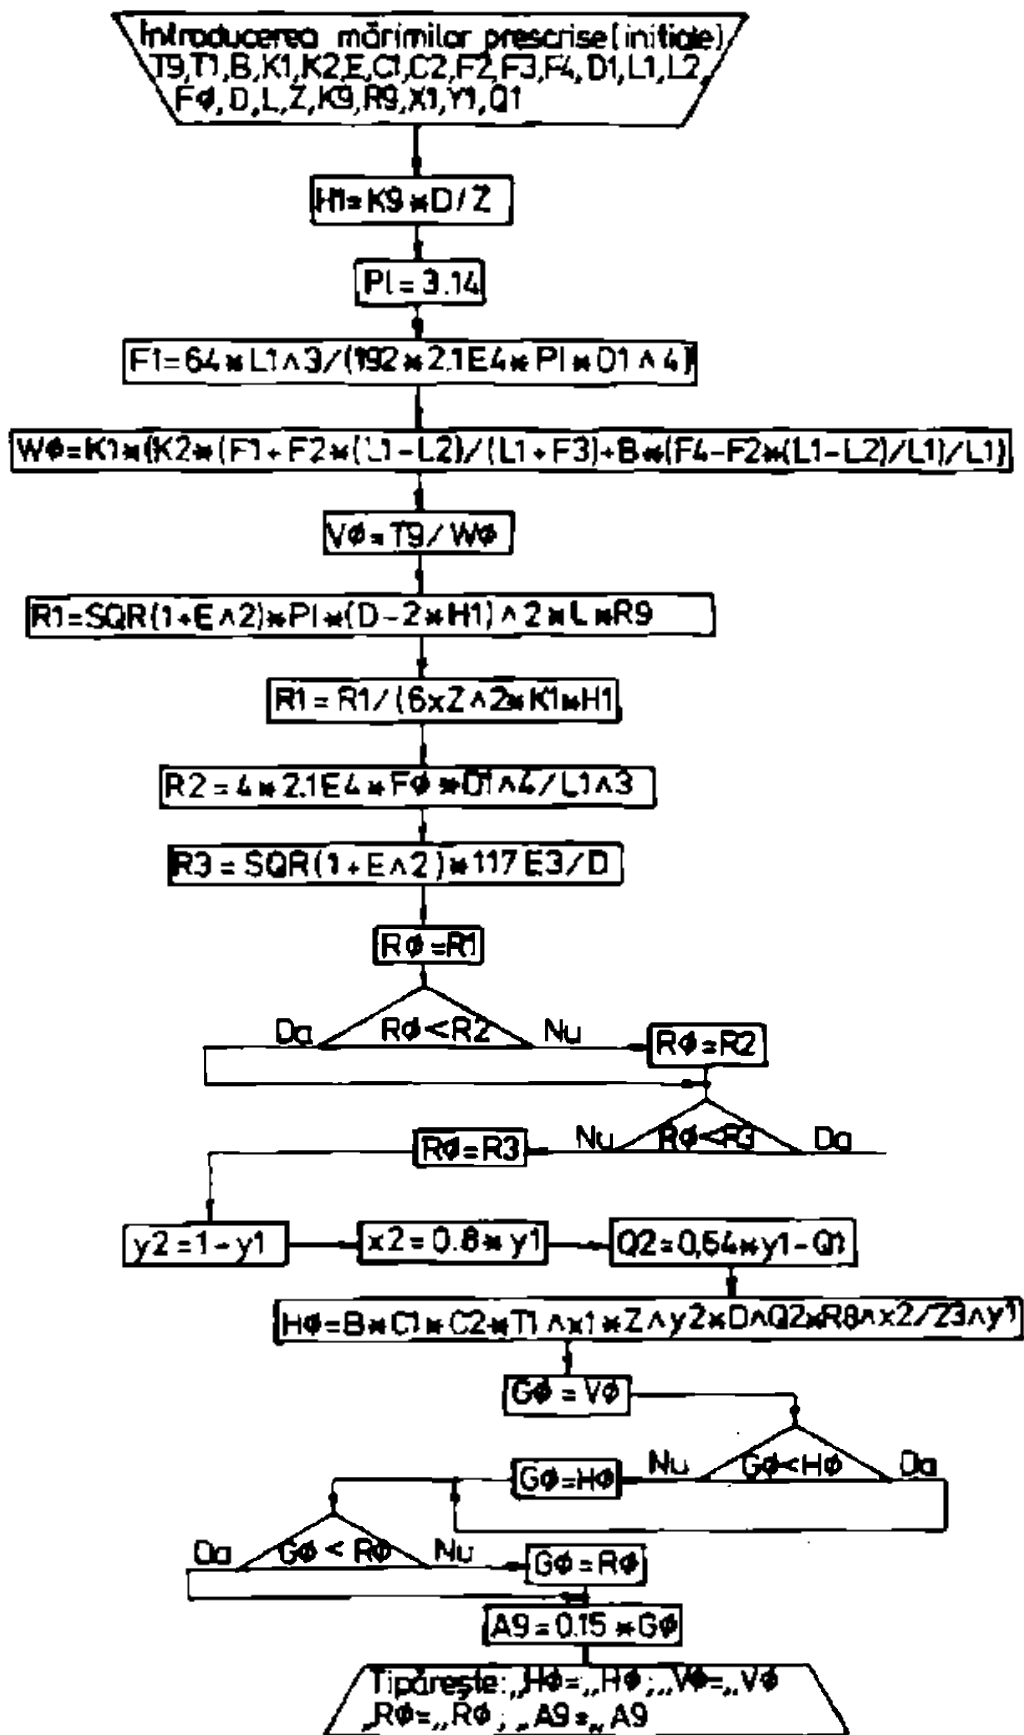 Introducerea mărimilor prescrise (inițiale)
T9, T1, B, K1, K2, E, C1, C2, F2, F3, F4, D1, L1, L2,
Fϕ, D, L, Z, K9, R9, X1, Y1, Q1
H1=K9*D/Z
PI=3.14
F1=64*L1∧3/(192*2.1E4*PI*D1∧4)
Wϕ=K1*(K2*(F1+F2*(L1-L2)/(L1+F3)+B*(F4-F2*(L1-L2)/L1)/L1)
Vϕ=T9/Wϕ
R1=SQR(1+E∧2)*PI*(D-2*H1)∧2*L*R9
R1=R1/(6xZ∧2*K1*H1
R2=4*2.1E4*Fϕ*D1∧4/L1∧3
R3=SQR(1+E∧2)*117E3/D
Rϕ=R1
Da Rϕ<R2 Nu Rϕ=R2
Rϕ=R3 Nu Rϕ<R3 Da
y2=1-y1 x2=0.8*y1 Q2=0,64*y1-Q1
Hϕ=B*C1*C2*T1∧x1*Z∧y2*D∧Q2*R8∧x2/23∧y1
Gϕ=Vϕ
Gϕ=Hϕ Nu Gϕ<Hϕ Da
Da Gϕ<Rϕ Nu Gϕ=Rϕ
A9=0.15*Gϕ
Tipărește: „Hϕ=„Hϕ; „Vϕ=„Vϕ
„Rϕ=„Rϕ; „A9=„A9